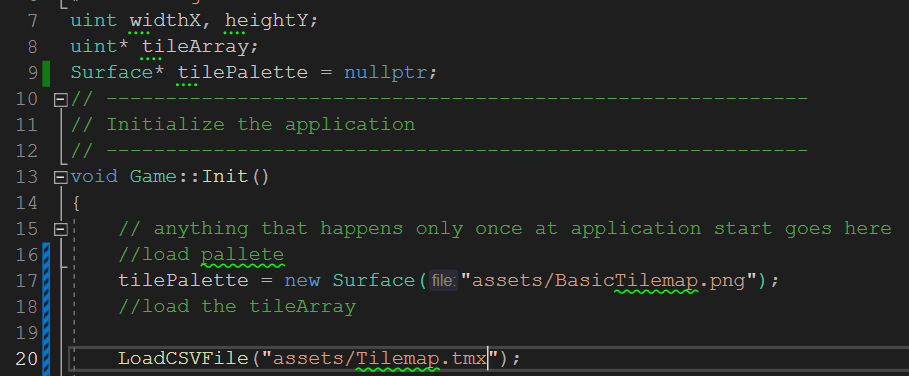 7 uint widthX, heightY;
8 uint* tileArray;
9 Surface* tilePalette = nullptr;
10 // -----------------------------------------------------------
11 // Initialize the application
12 // -----------------------------------------------------------
13 void Game::Init()
14 {
15 // anything that happens only once at application start goes here
16 //load pallete
17 tilePalette = new Surface(file:"assets/BasicTilemap.png");
18 //load the tileArray
19
20 LoadCSVFile("assets/Tilemap.tmx");